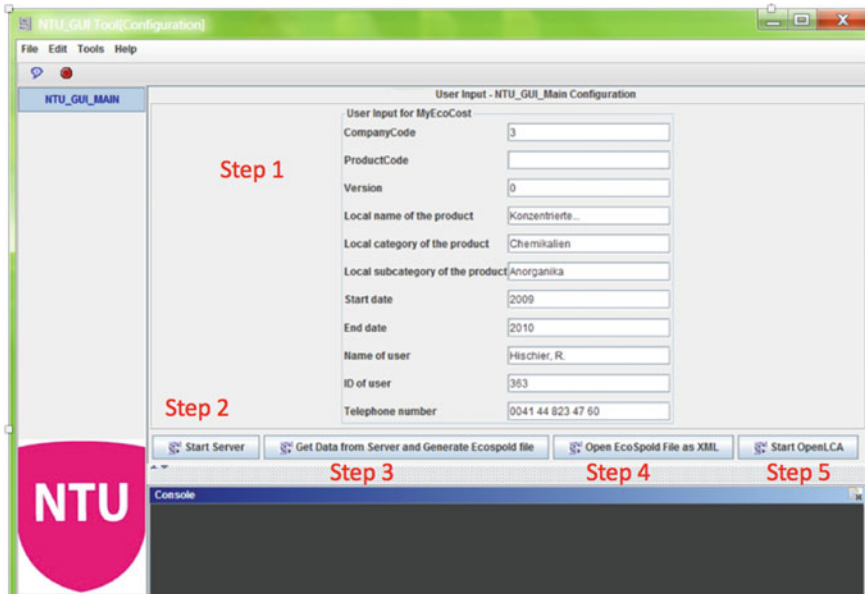 NTU_GUI Tool[Configuration]
File Edit Tools Help
NTU_GUI_MAIN
User Input - NTU_GUI_Main Configuration
User Input for MyEcoCost
CompanyCode 3
Step 1
ProductCode
Version 0
Local name of the product Konzentrierte...
Local category of the product Chemikalien
Local subcategory of the product Anorganika
Start date 2009
End date 2010
Name of user Hischier, R.
ID of user 363
Step 2
Telephone number 0041 44 823 47 60
Start Server Get Data from Server and Generate Ecospold file Open EcoSpold File as XML Start OpenLCA
Step 3 Step 4 Step 5
Console
NTU